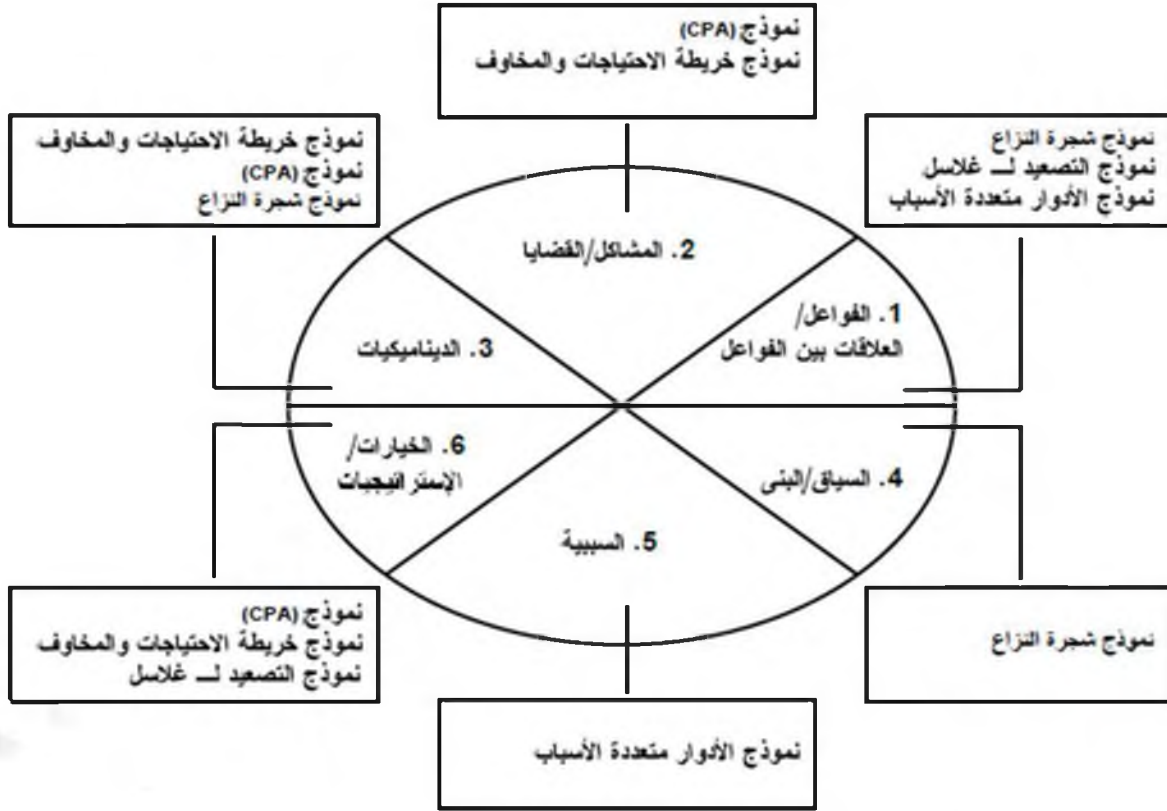 نموذج (CPA)
نموذج خريطة الاحتياجات والمخاوف
نموذج شجرة النزاع
نموذج التصعيد لــ غلاسل
نموذج الأدوار متعددة الأسباب
نموذج خريطة الاحتياجات والمخاوف
نموذج (CPA)
نموذج شجرة النزاع
2. المشاكل/القضايا
1. الفواعل/
العلاقات بين الفواعل
3. الديناميكيات
4. السياق/البنى
6. الخيارات/
الإستراتيجيات
5. السببية
نموذج شجرة النزاع
نموذج (CPA)
نموذج خريطة الاحتياجات والمخاوف
نموذج التصعيد لــ غلاسل
نموذج الأدوار متعددة الأسباب